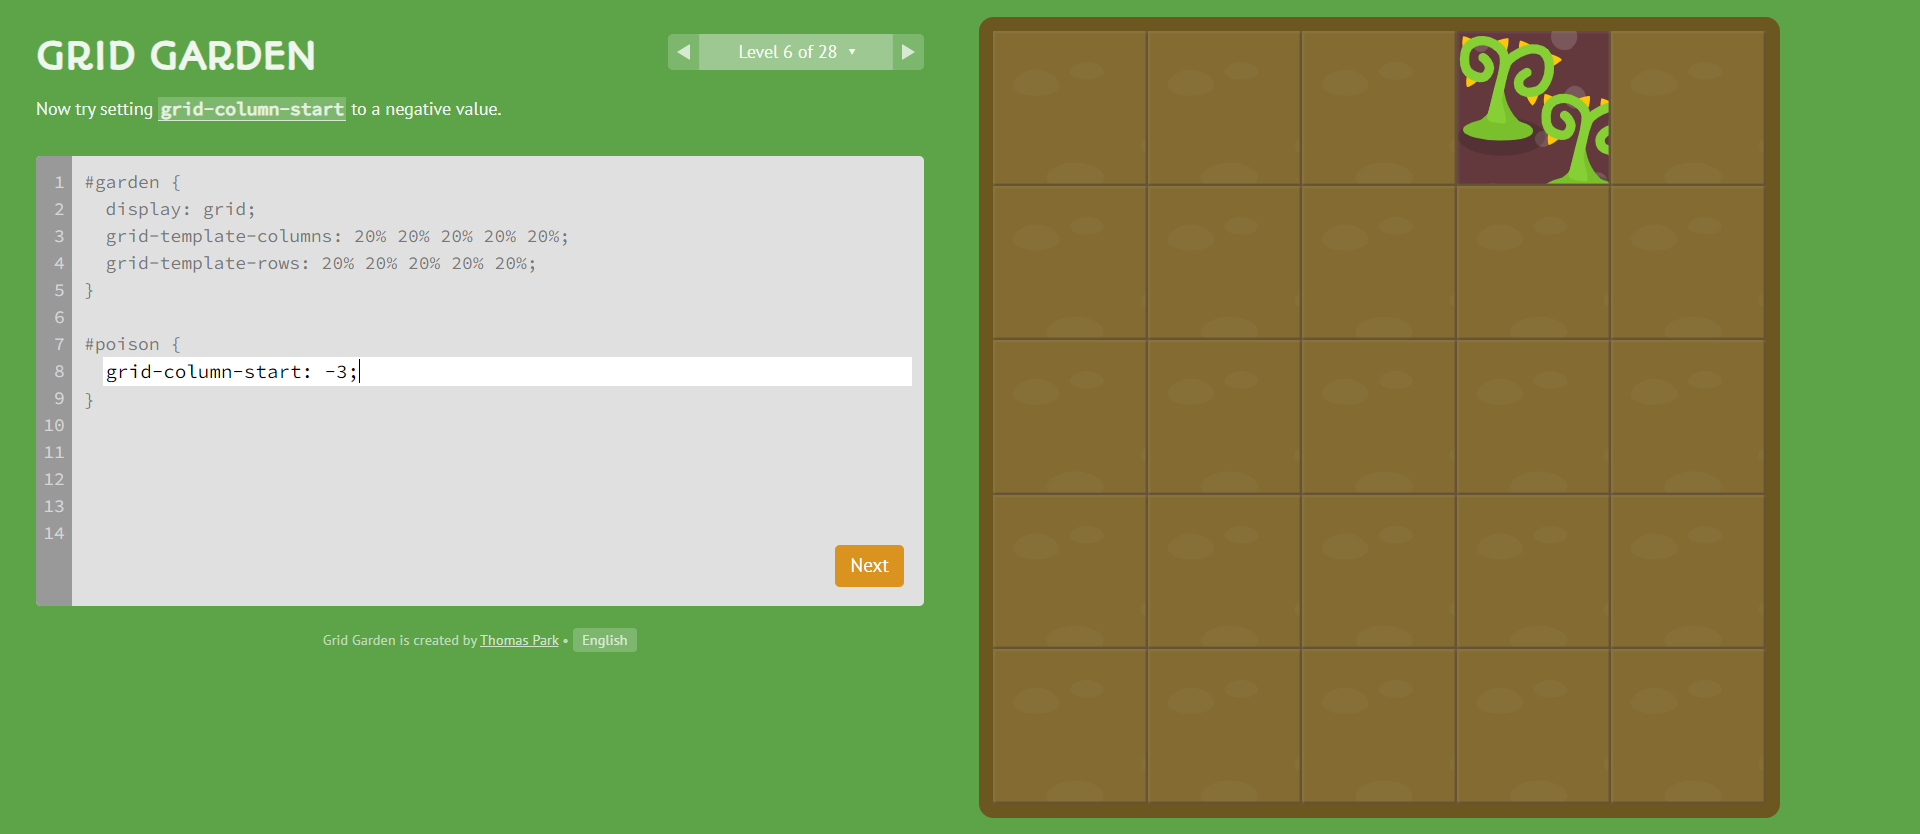 GRID GARDEN
◀ Level 6 of 28 ▾ ▶
Now try setting grid-column-start to a negative value.
1 #garden {
2   display: grid;
3   grid-template-columns: 20% 20% 20% 20% 20%;
4   grid-template-rows: 20% 20% 20% 20% 20%;
5 }
6
7 #poison {
8   grid-column-start: -3;
9 }
10
11
12
13
14
Next
Grid Garden is created by Thomas Park • English